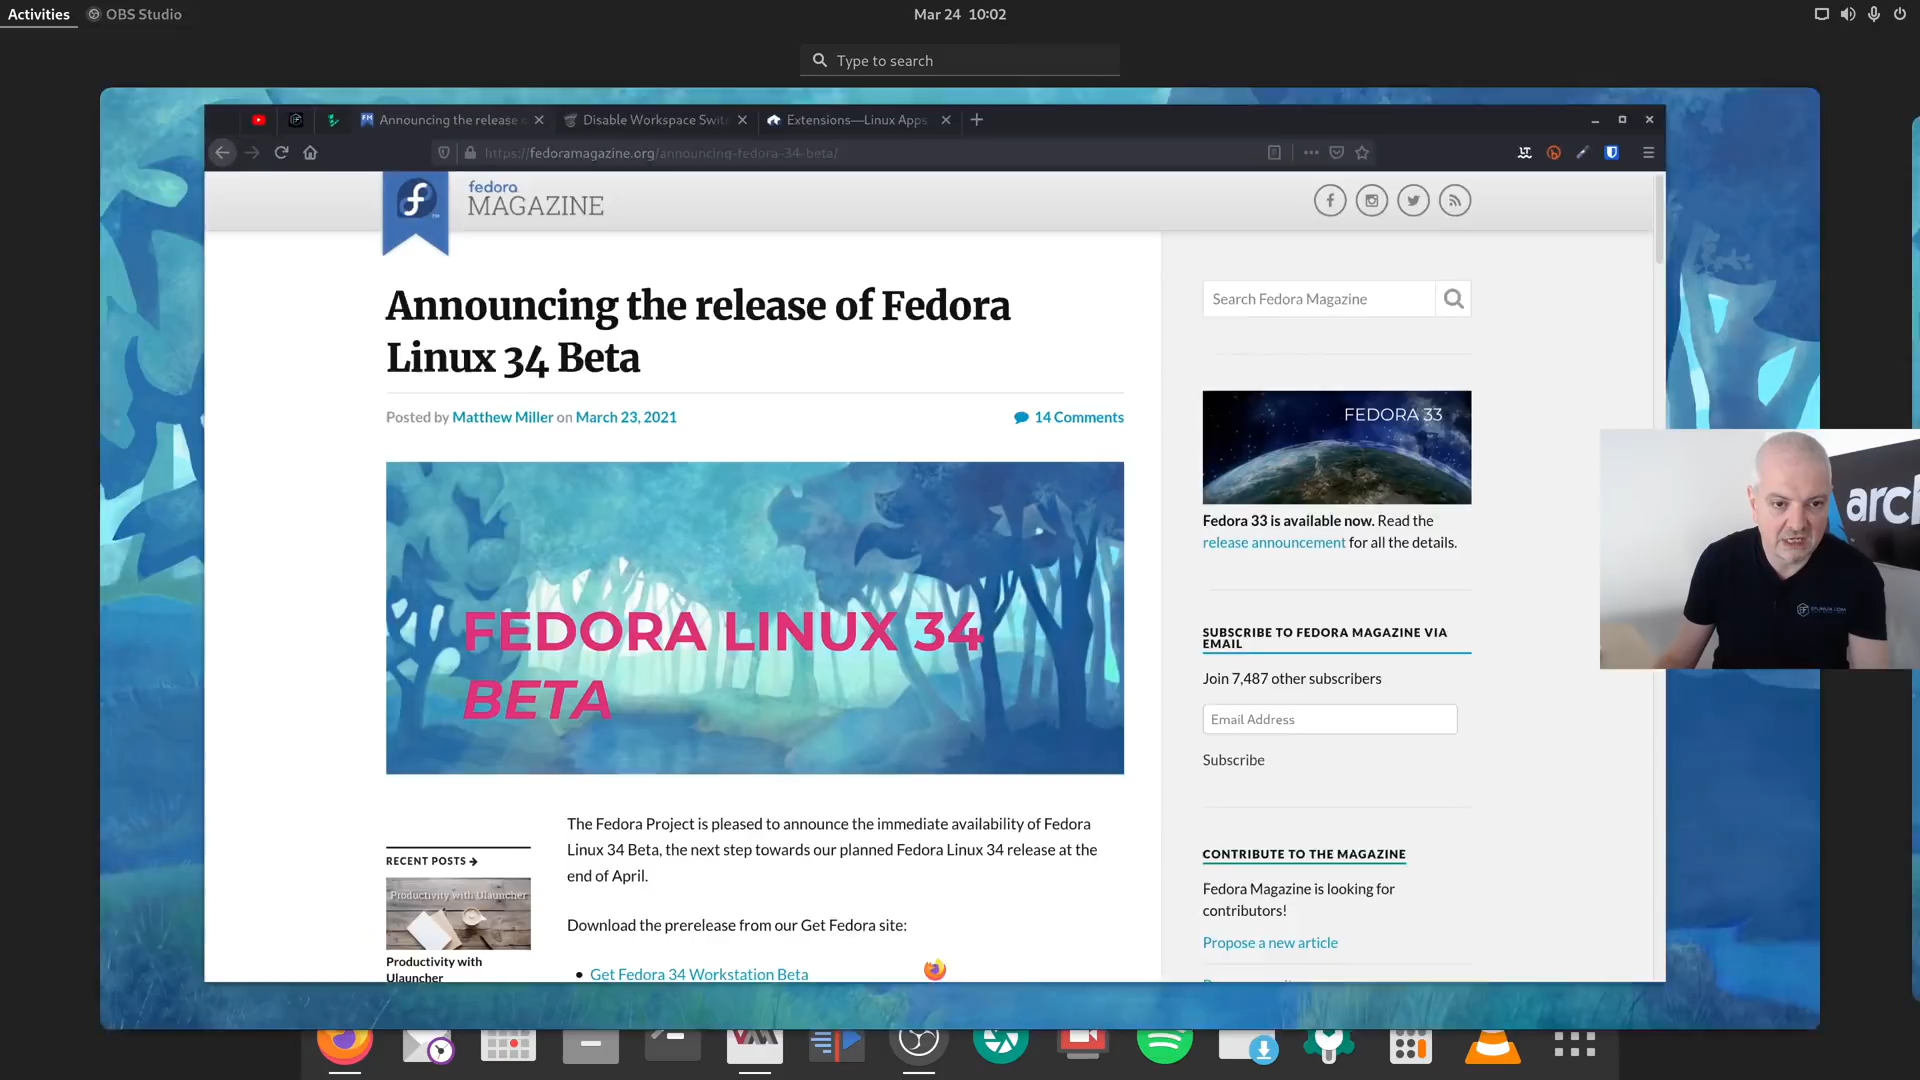 Activities
OBS Studio
Mar 24 10:02
Type to search
Announcing the release o
Disable Workspace Swit
Extensions—Linux Apps
https://fedoramagazine.org/announcing-fedora-34-beta/
fedora
MAGAZINE
Announcing the release of Fedora
Linux 34 Beta
Posted by Matthew Miller on March 23, 2021
14 Comments
FEDORA LINUX 34
BETA
RECENT POSTS
Productivity with Ulauncher
Productivity with
Ulauncher
The Fedora Project is pleased to announce the immediate availability of Fedora
Linux 34 Beta, the next step towards our planned Fedora Linux 34 release at the
end of April.
Download the prerelease from our Get Fedora site:
Get Fedora 34 Workstation Beta
Search Fedora Magazine
FEDORA 33
Fedora 33 is available now. Read the
release announcement for all the details.
SUBSCRIBE TO FEDORA MAGAZINE VIA
EMAIL
Join 7,487 other subscribers
Email Address
Subscribe
CONTRIBUTE TO THE MAGAZINE
Fedora Magazine is looking for
contributors!
Propose a new article
arcl